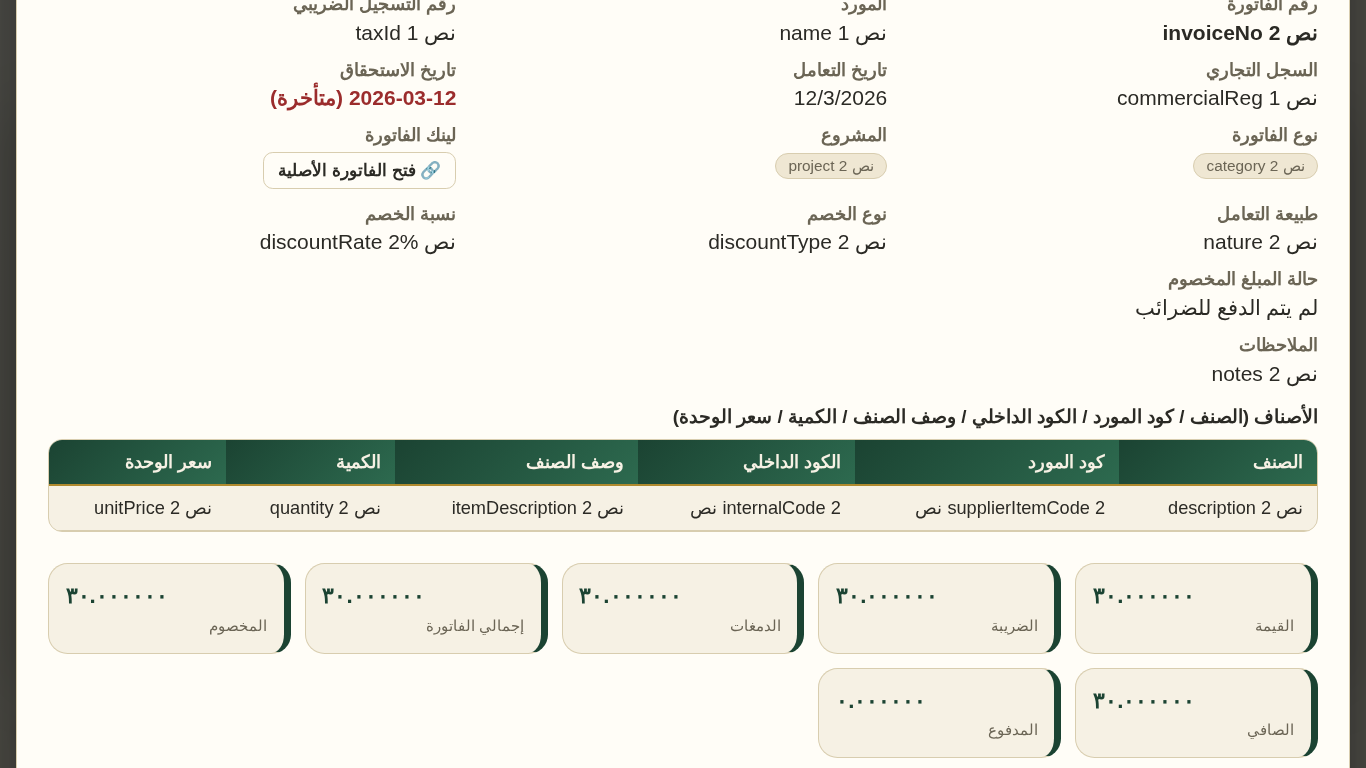 رقم الفاتورة
المورد
رقم التسجيل الضريبي
نص 2 invoiceNo
نص 1 name
نص 1 taxId
السجل التجاري
تاريخ التعامل
تاريخ الاستحقاق
نص 1 commercialReg
12/3/2026
2026-03-12 (متأخرة)
نوع الفاتورة
المشروع
لينك الفاتورة
نص 2 category
نص 2 project
🔗 فتح الفاتورة الأصلية
طبيعة التعامل
نوع الخصم
نسبة الخصم
نص 2 nature
نص 2 discountType
نص 2% discountRate
حالة المبلغ المخصوم
لم يتم الدفع للضرائب
الملاحظات
نص 2 notes
الأصناف (الصنف / كود المورد / الكود الداخلي / وصف الصنف / الكمية / سعر الوحدة)
الصنف
كود المورد
الكود الداخلي
وصف الصنف
الكمية
سعر الوحدة
نص 2 description
supplierItemCode 2 نص
internalCode 2 نص
نص 2 itemDescription
نص 2 quantity
نص 2 unitPrice
٣٠.٠٠٠٠٠٠
القيمة
٣٠.٠٠٠٠٠٠
الضريبة
٣٠.٠٠٠٠٠٠
الدمغات
٣٠.٠٠٠٠٠٠
إجمالي الفاتورة
٣٠.٠٠٠٠٠٠
المخصوم
٣٠.٠٠٠٠٠٠
الصافي
٠.٠٠٠٠٠٠
المدفوع